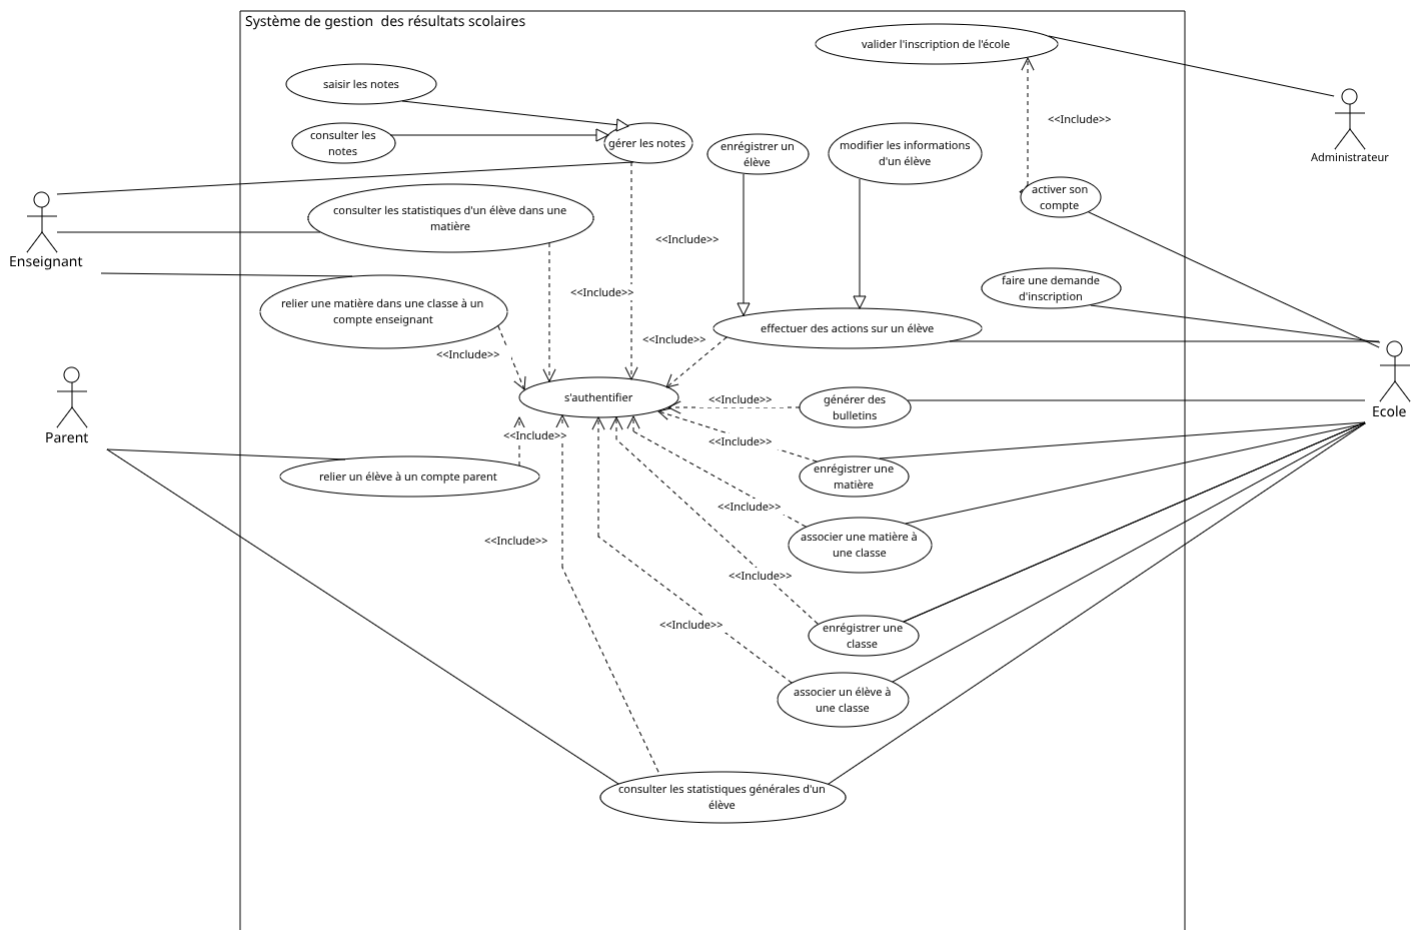 Système de gestion  des résultats scolaires
valider l'inscription de l'école
saisir les notes
<<Include>>
consulter les
notes
gérer les notes
enrégistrer un
élève
modifier les informations
d'un élève
Administrateur
activer son
compte
consulter les statistiques d'un élève dans une
matière
<<Include>>
Enseignant
faire une demande
d'inscription
<<Include>>
relier une matière dans une classe à un
compte enseignant
effectuer des actions sur un élève
<<Include>>
<<Include>>
s'authentifier
<<Include>>
générer des
bulletins
Ecole
Parent
<<Include>>
<<Include>>
relier un élève à un compte parent
enrégistrer une
matière
<<Include>>
associer une matière à
une classe
<<Include>>
<<Include>>
<<Include>>
enrégistrer une
classe
associer un élève à
une classe
consulter les statistiques générales d'un
élève